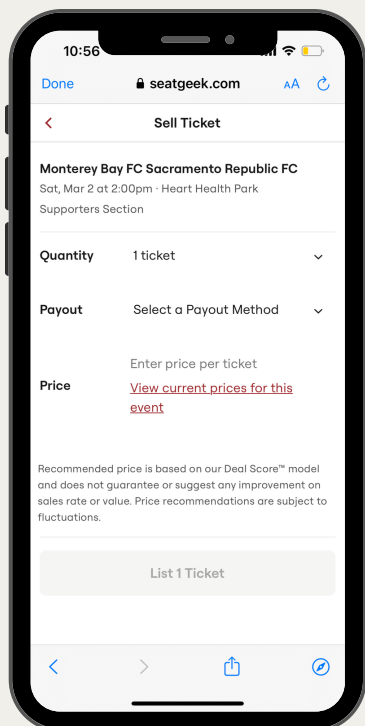 10:56
Done
seatgeek.com
AA
Sell Ticket
Monterey Bay FC Sacramento Republic FC
Sat, Mar 2 at 2:00pm · Heart Health Park
Supporters Section
Quantity 1 ticket
Payout Select a Payout Method
Enter price per ticket
Price View current prices for this
event
Recommended price is based on our Deal Score™ model
and does not guarantee or suggest any improvement on
sales rate or value. Price recommendations are subject to
fluctuations.
List 1 Ticket